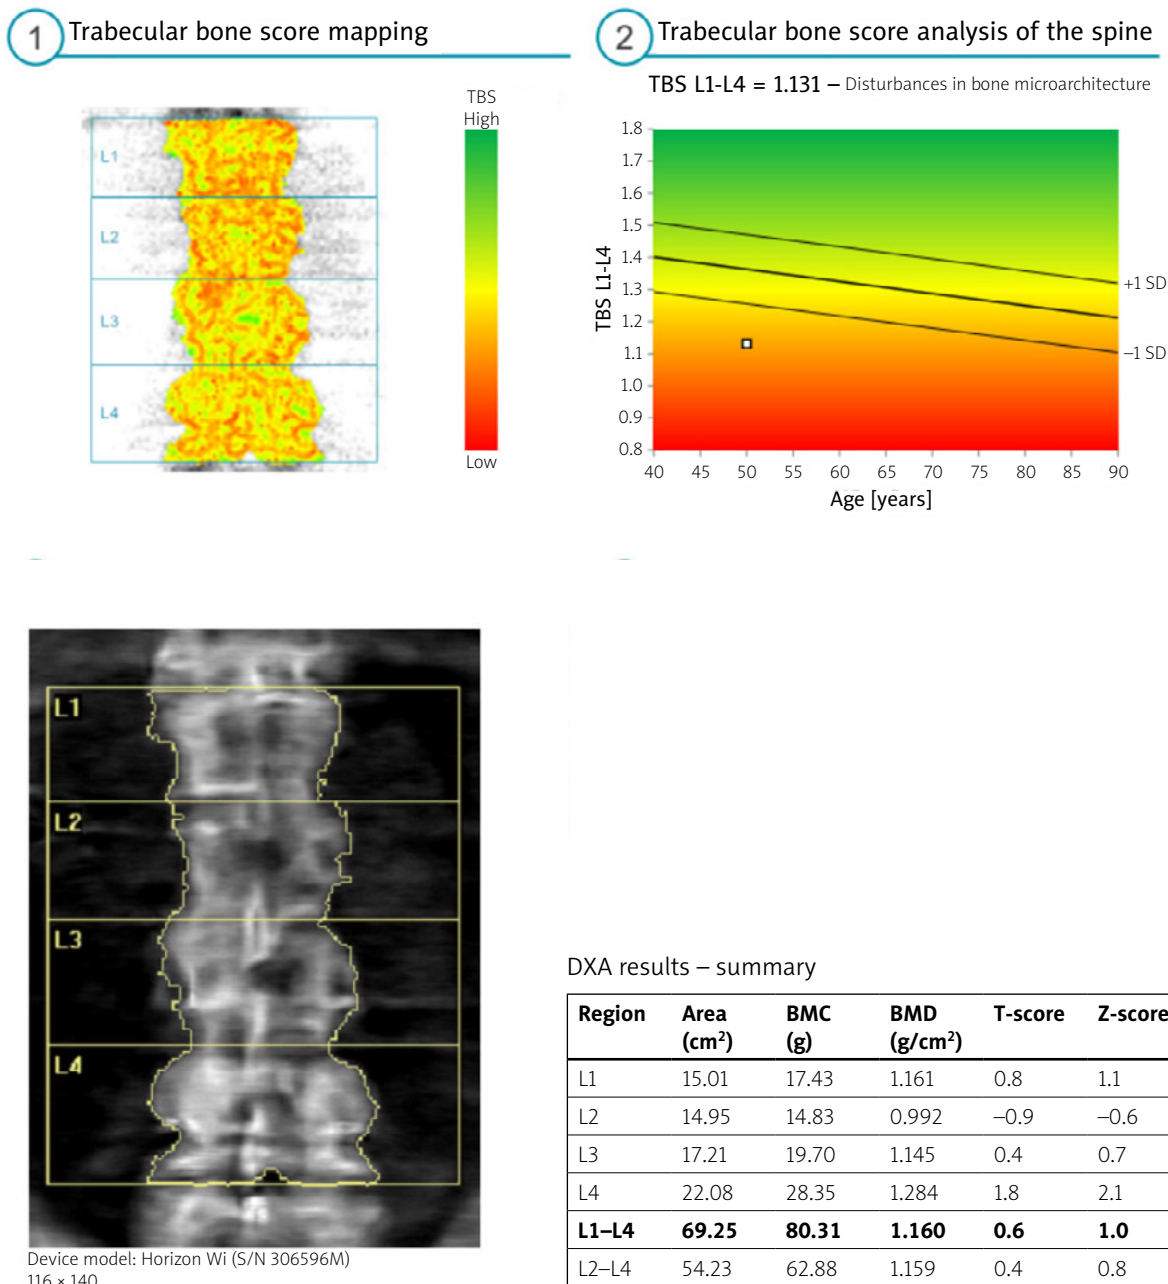 1 Trabecular bone score mapping
TBS
High
L1
L2
L3
L4
Low
2 Trabecular bone score analysis of the spine
TBS L1-L4 = 1.131 – Disturbances in bone microarchitecture
TBS L1-L4
1.8
1.7
1.6
1.5
1.4
1.3
1.2
1.1
1.0
0.9
0.8
+1 SD
–1 SD
40 45 50 55 60 65 70 75 80 85 90
Age [years]
L1
L2
L3
L4
Device model: Horizon Wi (S/N 306596M)
116 × 140
DXA results – summary
Region Area (cm²) BMC (g) BMD (g/cm²) T-score Z-score
L1 15.01 17.43 1.161 0.8 1.1
L2 14.95 14.83 0.992 –0.9 –0.6
L3 17.21 19.70 1.145 0.4 0.7
L4 22.08 28.35 1.284 1.8 2.1
L1–L4 69.25 80.31 1.160 0.6 1.0
L2–L4 54.23 62.88 1.159 0.4 0.8